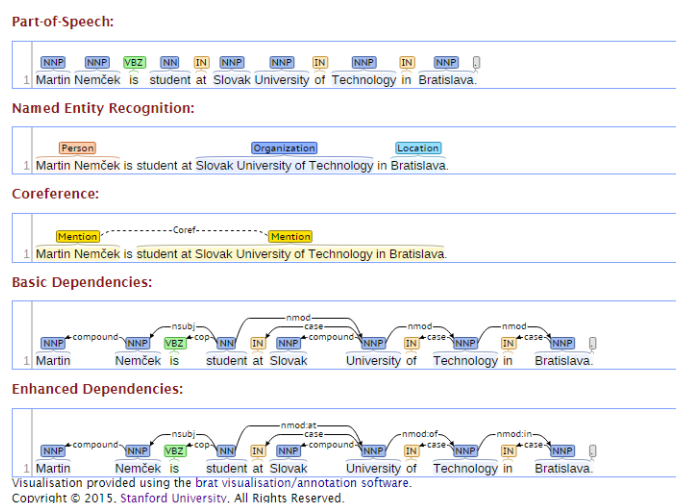 Part-of-Speech:
NNP NNP VBZ NN IN NNP NNP IN NNP IN NNP .
1 Martin Nemček is student at Slovak University of Technology in Bratislava.
Named Entity Recognition:
Person Organization Location
1 Martin Nemček is student at Slovak University of Technology in Bratislava.
Coreference:
Mention Coref Mention
1 Martin Nemček is student at Slovak University of Technology in Bratislava.
Basic Dependencies:
nmod
nsubj case nmod nmod
NNP compound NNP VBZ cop NN IN NNP compound NNP IN case NNP IN case NNP .
1 Martin Nemček is student at Slovak University of Technology in Bratislava.
Enhanced Dependencies:
nmod:at
nsubj case nmod:of nmod:in
NNP compound NNP VBZ cop NN IN NNP compound NNP IN case NNP IN case NNP .
1 Martin Nemček is student at Slovak University of Technology in Bratislava.
Visualisation provided using the brat visualisation/annotation software.
Copyright © 2015, Stanford University, All Rights Reserved.